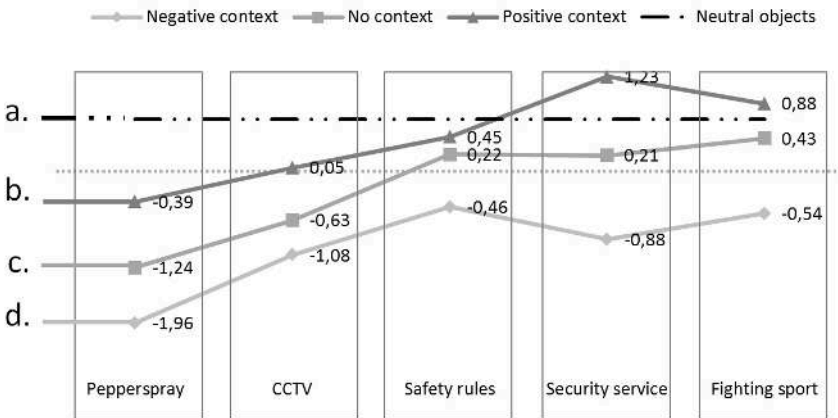 Negative context No context Positive context Neutral objects
a.
1,23
0,88
0,45
0,43
0,22
0,21
0,05
b.
-0,39
-0,46
-0,54
-0,63
-0,88
c.
-1,24
-1,08
d.
-1,96
Pepperspray CCTV Safety rules Security service Fighting sport